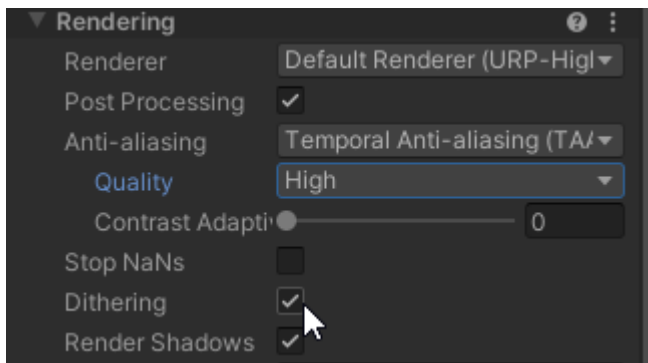 Rendering
Renderer Default Renderer (URP-Higl
Post Processing
Anti-aliasing Temporal Anti-aliasing (TAA
Quality High
Contrast Adapti 0
Stop NaNs
Dithering
Render Shadows